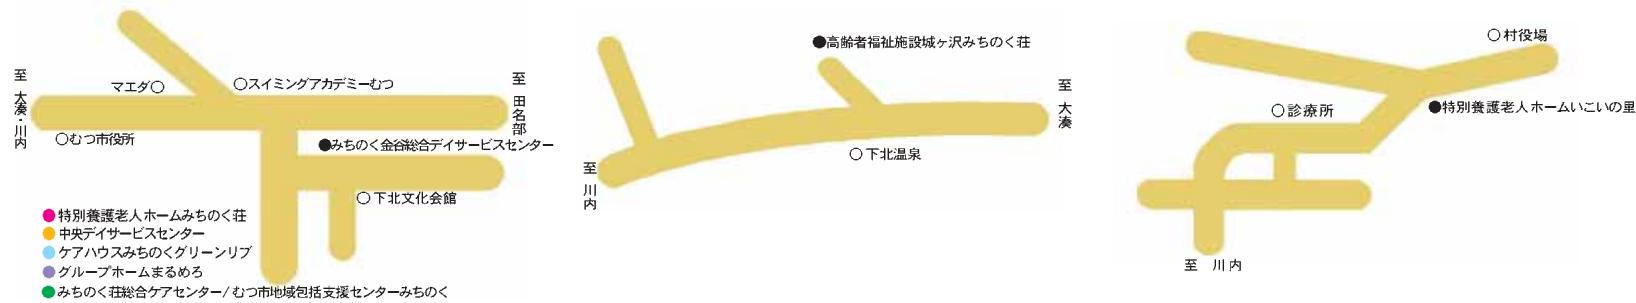 至 大湊・川内
マエダ○
○スイミングアカデミーむつ
至 田名部
○むつ市役所
●みちのく金谷総合デイサービスセンター
○下北文化会館
●特別養護老人ホームみちのく荘
●中央デイサービスセンター
●ケアハウスみちのくグリーンリブ
●グループホームまるめろ
●みちのく荘総合ケアセンター/むつ市地域包括支援センターみちのく
●高齢者福祉施設城ヶ沢みちのく荘
至 大湊
○下北温泉
至 川内
○村役場
●特別養護老人ホームいこいの里
○診療所
至 川内